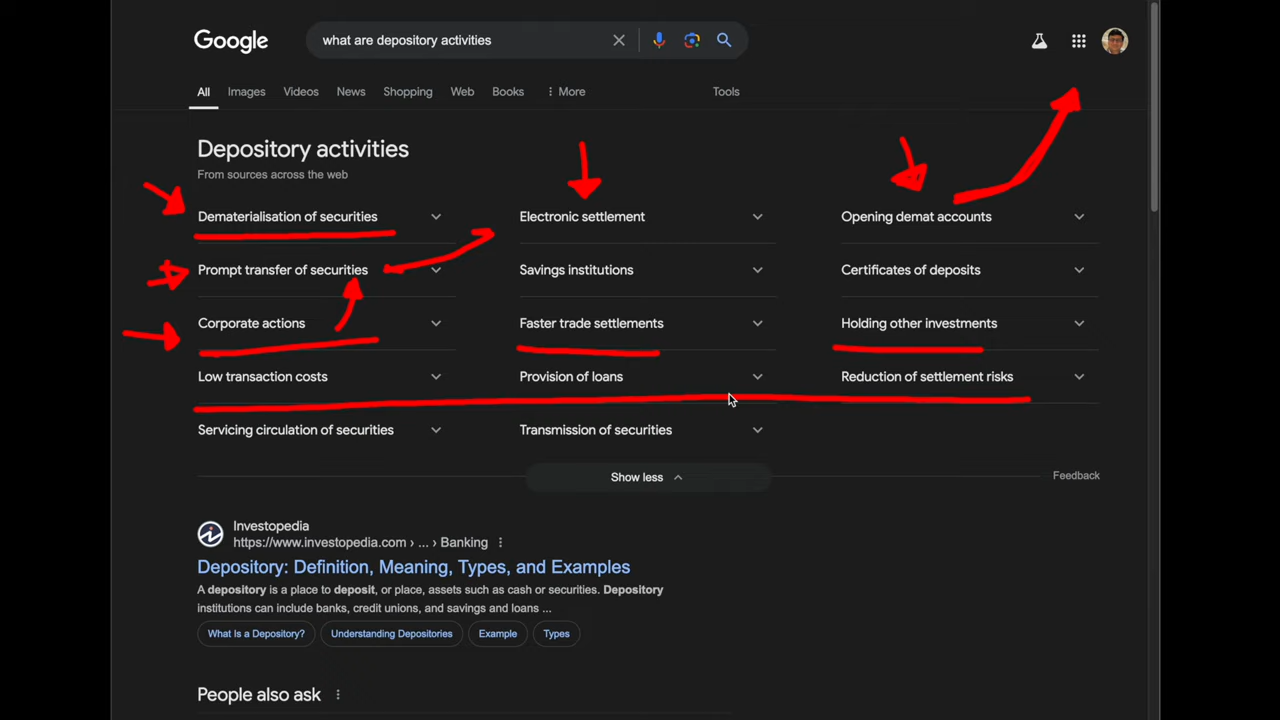 Google
what are depository activities
All Images Videos News Shopping Web Books More Tools
Depository activities
From sources across the web
Dematerialisation of securities Electronic settlement Opening demat accounts
Prompt transfer of securities Savings institutions Certificates of deposits
Corporate actions Faster trade settlements Holding other investments
Low transaction costs Provision of loans Reduction of settlement risks
Servicing circulation of securities Transmission of securities
Show less
Feedback
Investopedia
https://www.investopedia.com › ... › Banking
Depository: Definition, Meaning, Types, and Examples
A depository is a place to deposit, or place, assets such as cash or securities. Depository
institutions can include banks, credit unions, and savings and loans ...
What Is a Depository? Understanding Depositories Example Types
People also ask